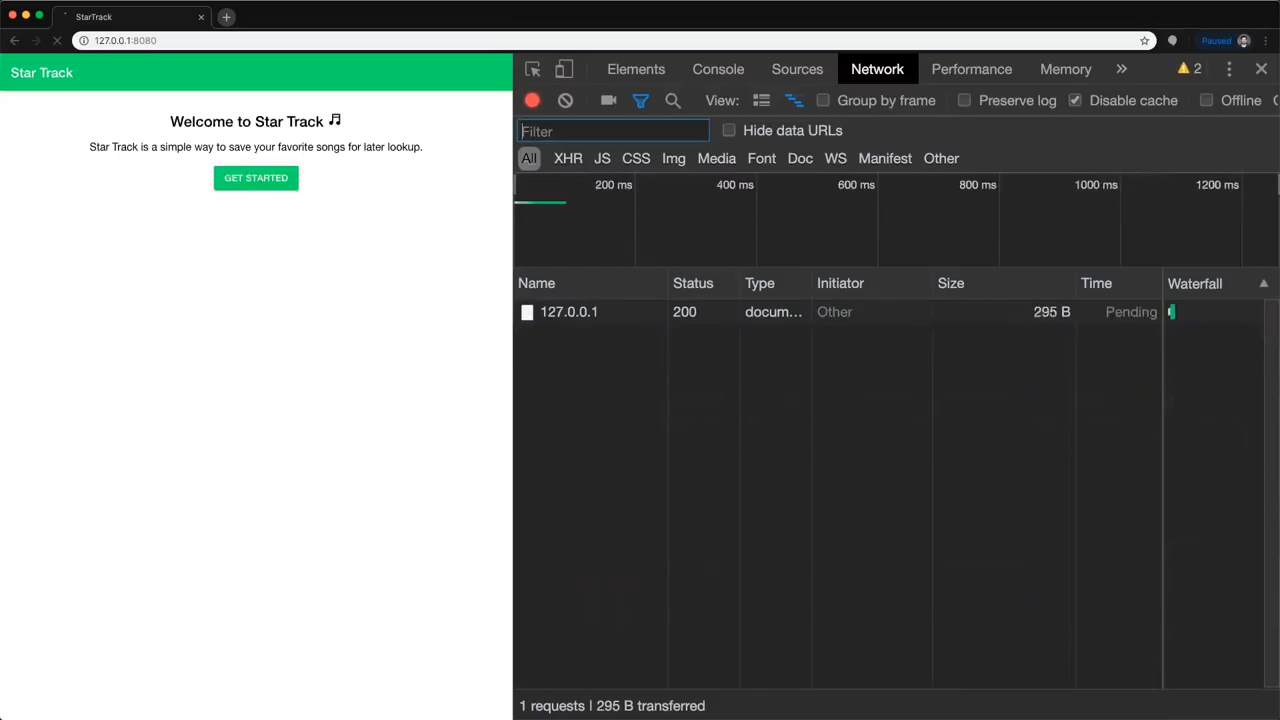 StarTrack
127.0.0.1:8080
Paused
Star Track
Welcome to Star Track
Star Track is a simple way to save your favorite songs for later lookup.
GET STARTED
Elements Console Sources Network Performance Memory » 2
View: Group by frame Preserve log Disable cache Offline
Filter Hide data URLs
All XHR JS CSS Img Media Font Doc WS Manifest Other
200 ms 400 ms 600 ms 800 ms 1000 ms 1200 ms
Name Status Type Initiator Size Time Waterfall
127.0.0.1 200 docum... Other 295 B Pending
1 requests | 295 B transferred